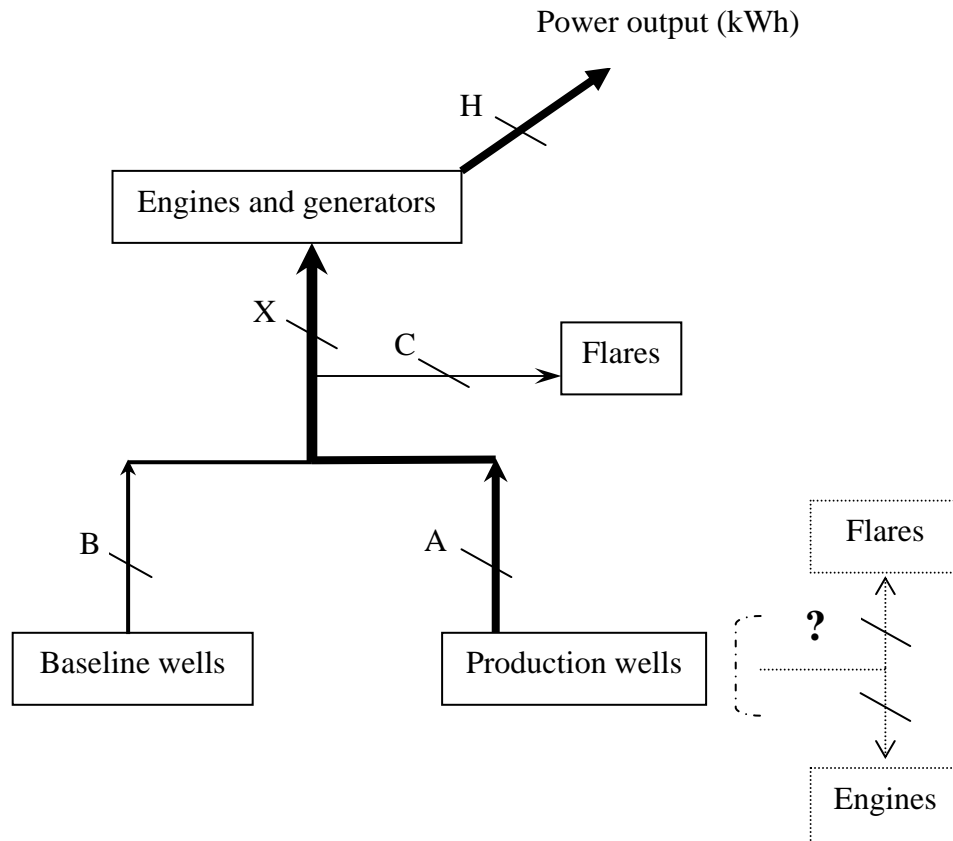 Power output (kWh)
H
Engines and generators
X
C
Flares
B
A
Flares
?
Baseline wells
Production wells
Engines